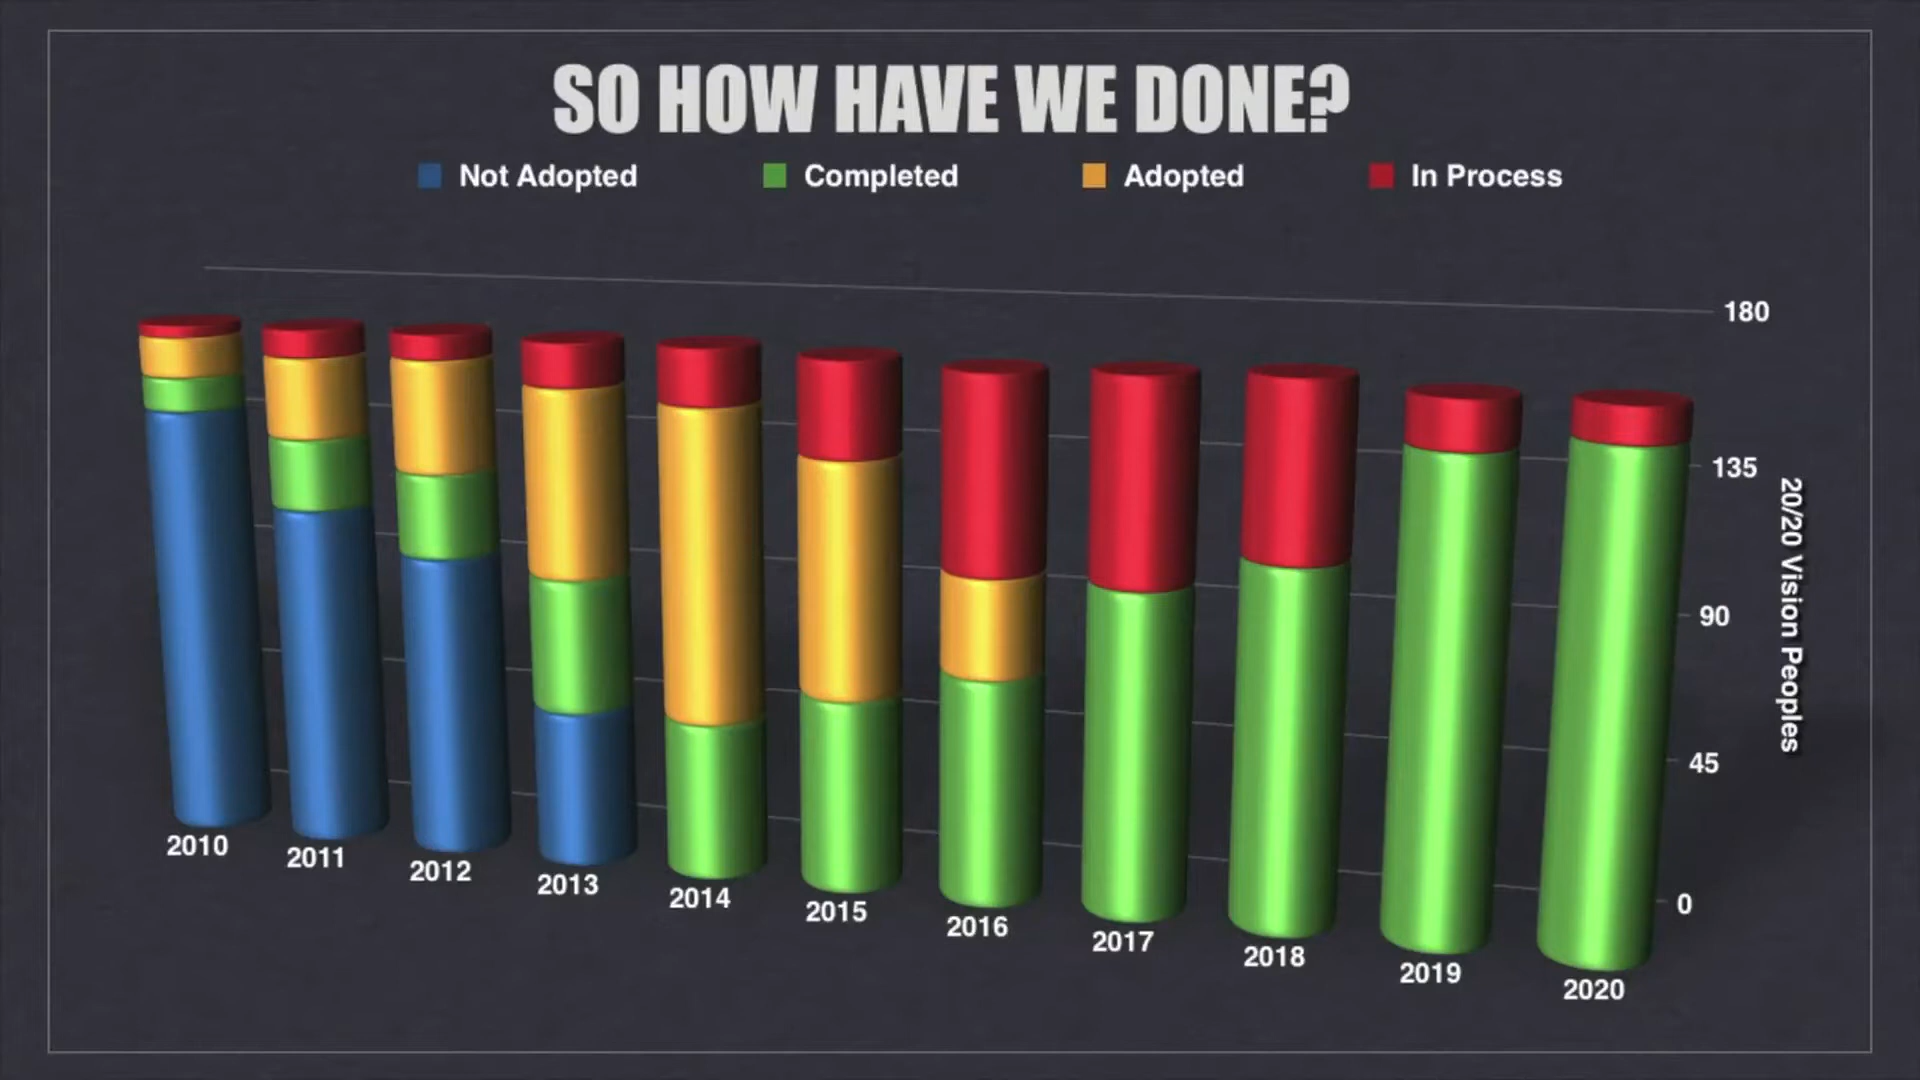 SO HOW HAVE WE DONE?
Not Adopted Completed Adopted In Process
180
135
90
45
0
20/20 Vision Peoples
2010 2011 2012 2013 2014 2015 2016 2017 2018 2019 2020